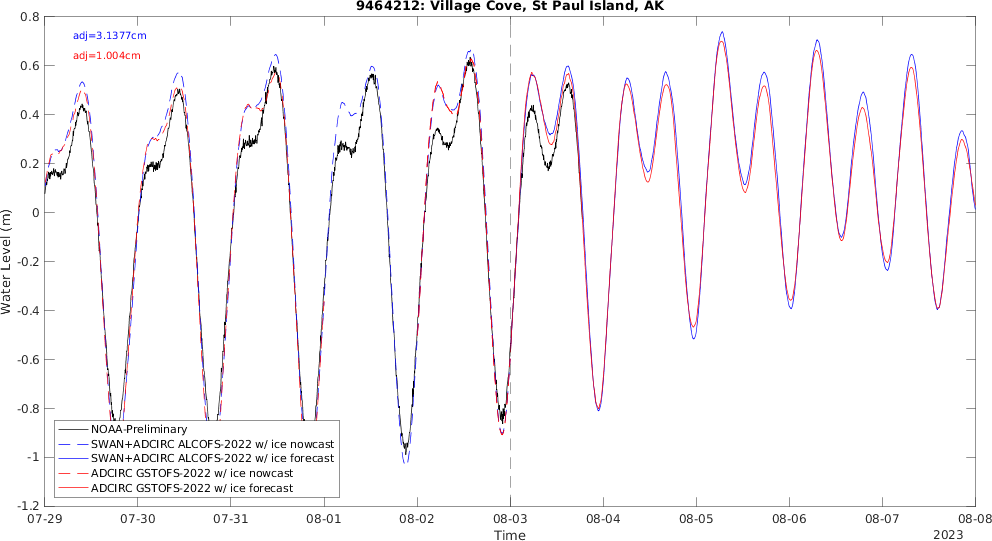 9464212: Village Cove, St Paul Island, AK
adj=3.1377cm
adj=1.004cm
Water Level (m)
0.8
0.6
0.4
0.2
0
-0.2
-0.4
-0.6
-0.8
-1
-1.2
NOAA-Preliminary
SWAN+ADCIRC ALCOFS-2022 w/ ice nowcast
SWAN+ADCIRC ALCOFS-2022 w/ ice forecast
ADCIRC GSTOFS-2022 w/ ice nowcast
ADCIRC GSTOFS-2022 w/ ice forecast
07-29 07-30 07-31 08-01 08-02 08-03 08-04 08-05 08-06 08-07 08-08
Time
2023